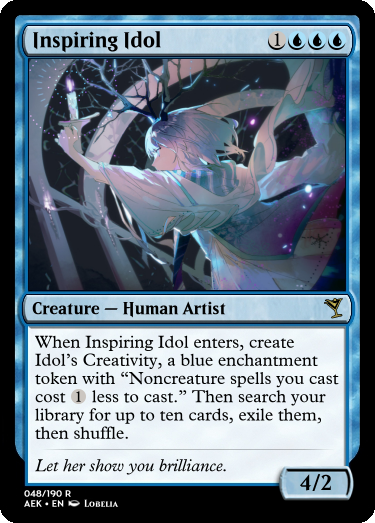 Inspiring Idol 1
Creature — Human Artist
When Inspiring Idol enters, create
Idol's Creativity, a blue enchantment
token with “Noncreature spells you cast
cost 1 less to cast.” Then search your
library for up to ten cards, exile them,
then shuffle.
Let her show you brilliance.
4/2
048/190 R
AEK • EN Lobelia